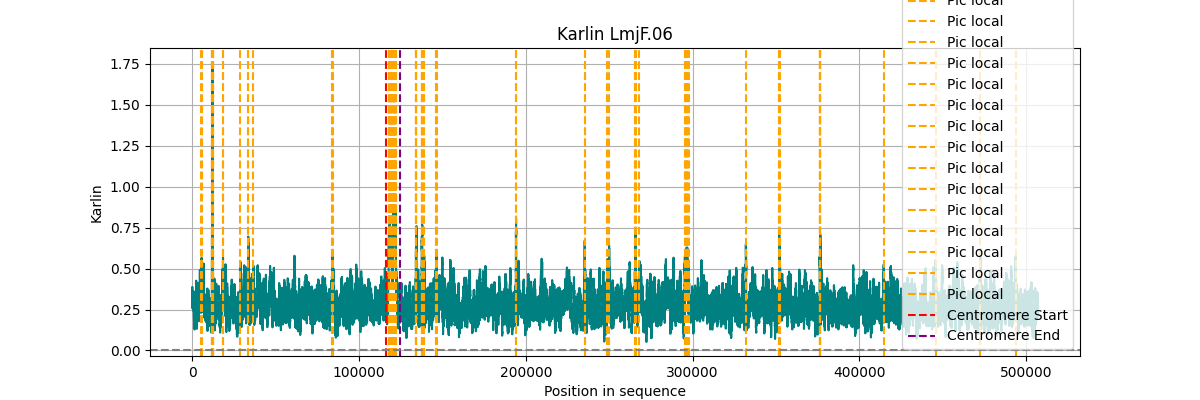 Pic local
Karlin LmjF.06
Pic local
Pic local
Pic local
Pic local
Pic local
Pic local
Pic local
Pic local
Pic local
Pic local
Pic local
Pic local
Pic local
Pic local
Centromere Start
Centromere End
1.75
1.50
1.25
1.00
0.75
0.50
0.25
0.00
Karlin
0
100000
200000
300000
400000
500000
Position in sequence